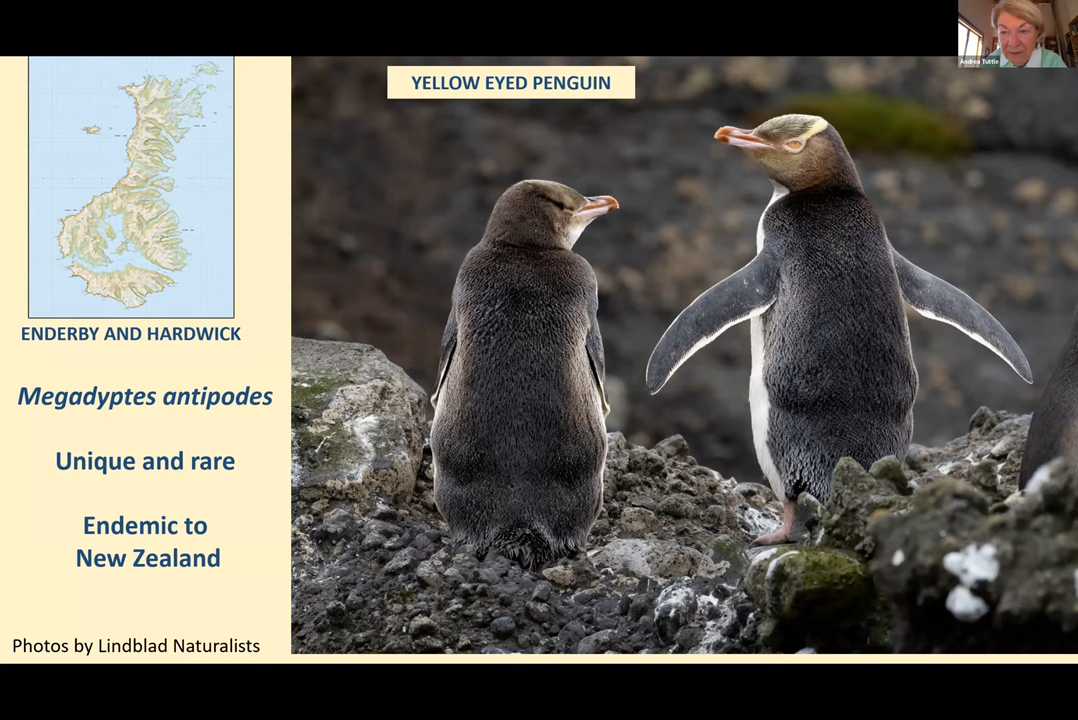 Andrea Tuttle
YELLOW EYED PENGUIN
ENDERBY AND HARDWICK
Megadyptes antipodes
Unique and rare
Endemic to
New Zealand
Photos by Lindblad Naturalists